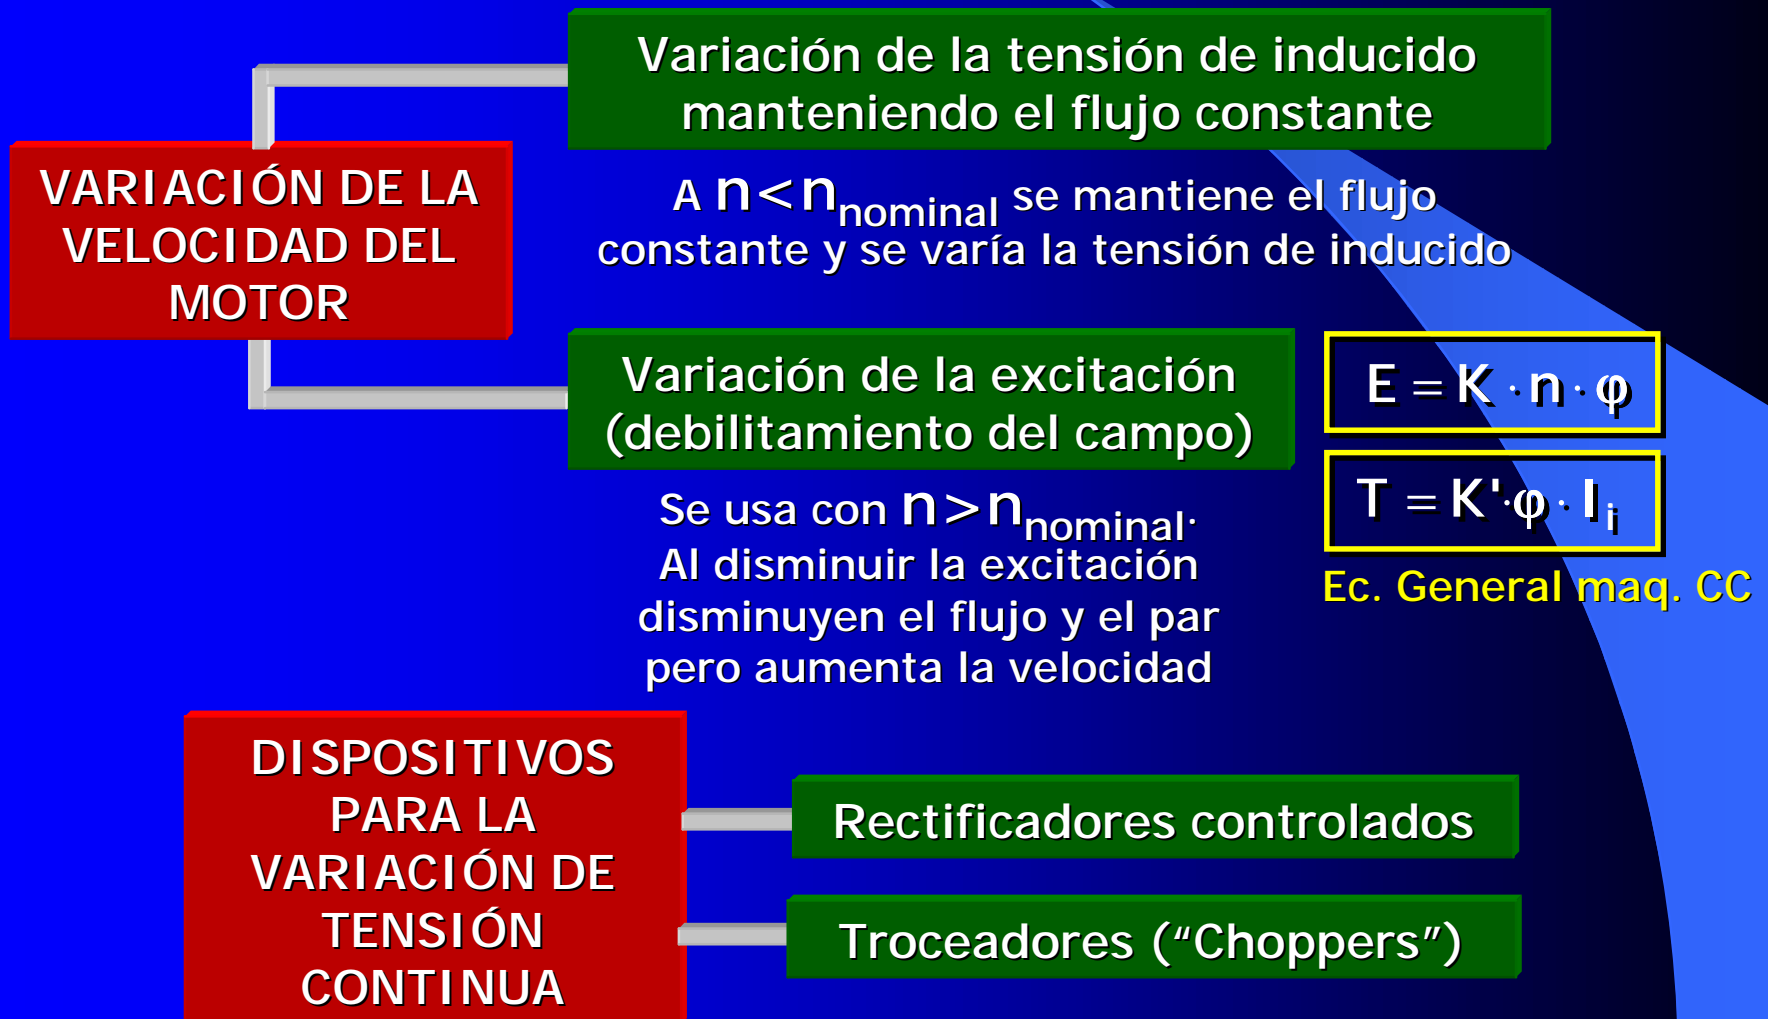 Variación de la tensión de inducido
manteniendo el flujo constante
VARIACIÓN DE LA
VELOCIDAD DEL
MOTOR
A n<n_nominal se mantiene el flujo
constante y se varía la tensión de inducido
Variación de la excitación
(debilitamiento del campo)
E = K · n · φ
T = K'·φ · I_i
Ec. General maq. CC
Se usa con n>n_nominal.
Al disminuir la excitación
disminuyen el flujo y el par
pero aumenta la velocidad
DISPOSITIVOS
PARA LA
VARIACIÓN DE
TENSIÓN
CONTINUA
Rectificadores controlados
Troceadores (“Choppers”)